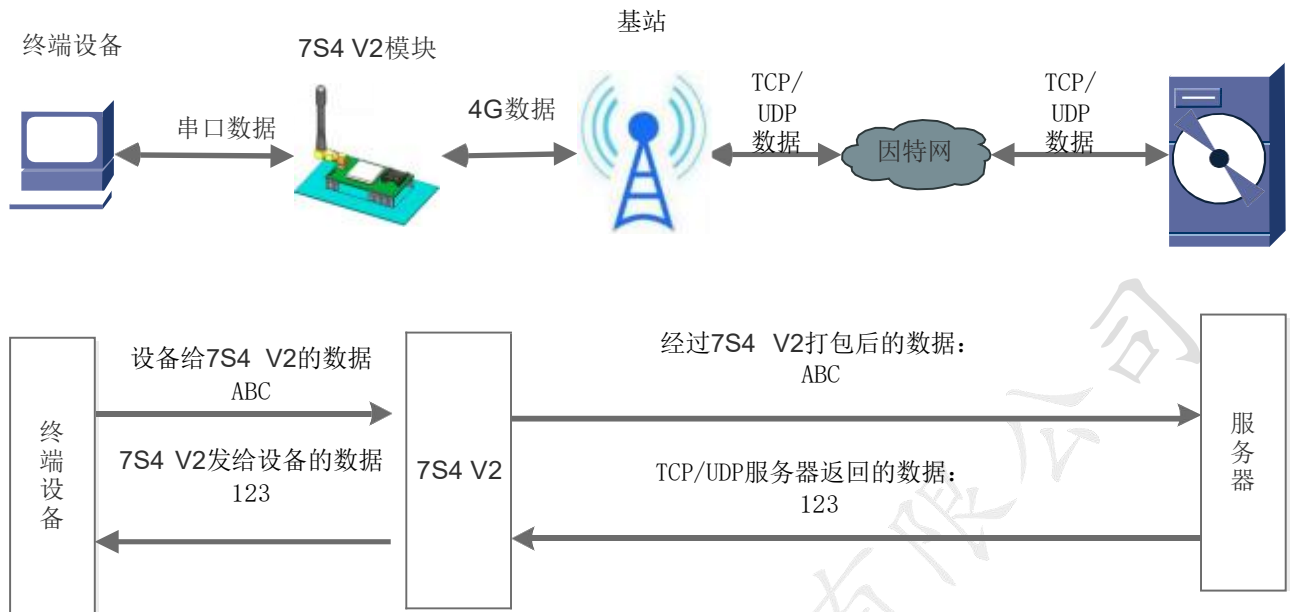 基站
终端设备
7S4 V2模块
TCP/
UDP
数据
TCP/
UDP
数据
串口数据
4G数据
因特网
设备给7S4 V2的数据
ABC
经过7S4 V2打包后的数据：
ABC
终端设备
7S4 V2发给设备的数据
123
7S4 V2
TCP/UDP服务器返回的数据：
123
服务器
有限公司